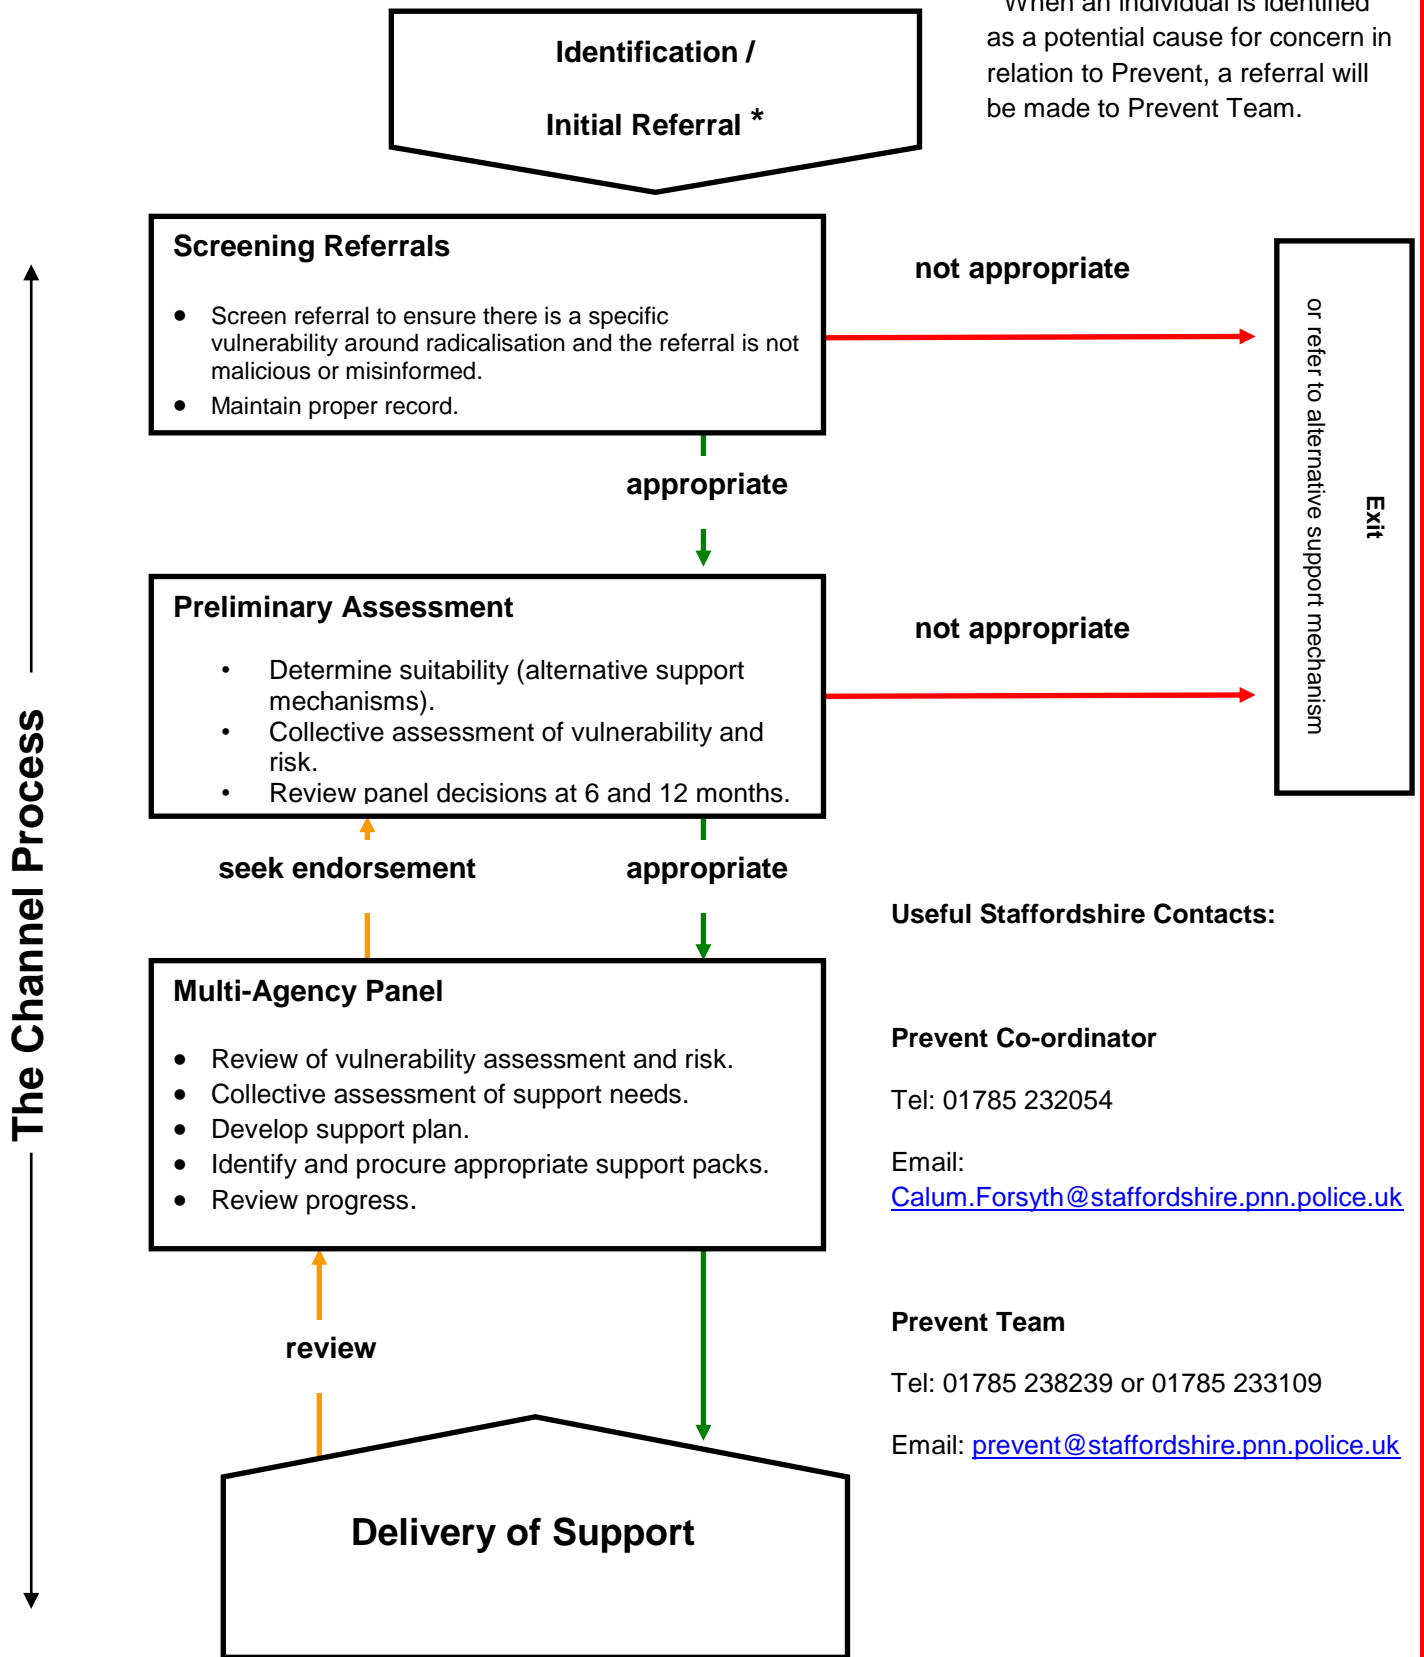 When an individual is identified
as a potential cause for concern in
relation to Prevent, a referral will
be made to Prevent Team.
Identification /
Initial Referral *
Screening Referrals
• Screen referral to ensure there is a specific
vulnerability around radicalisation and the referral is not
malicious or misinformed.
• Maintain proper record.
not appropriate
appropriate
Exit
or refer to alternative support mechanism
Preliminary Assessment
• Determine suitability (alternative support
mechanisms).
• Collective assessment of vulnerability and
risk.
• Review panel decisions at 6 and 12 months.
not appropriate
seek endorsement
appropriate
The Channel Process
Multi-Agency Panel
• Review of vulnerability assessment and risk.
• Collective assessment of support needs.
• Develop support plan.
• Identify and procure appropriate support packs.
• Review progress.
review
Delivery of Support
Useful Staffordshire Contacts:
Prevent Co-ordinator
Tel: 01785 232054
Email:
Calum.Forsyth@staffordshire.pnn.police.uk
Prevent Team
Tel: 01785 238239 or 01785 233109
Email: prevent@staffordshire.pnn.police.uk